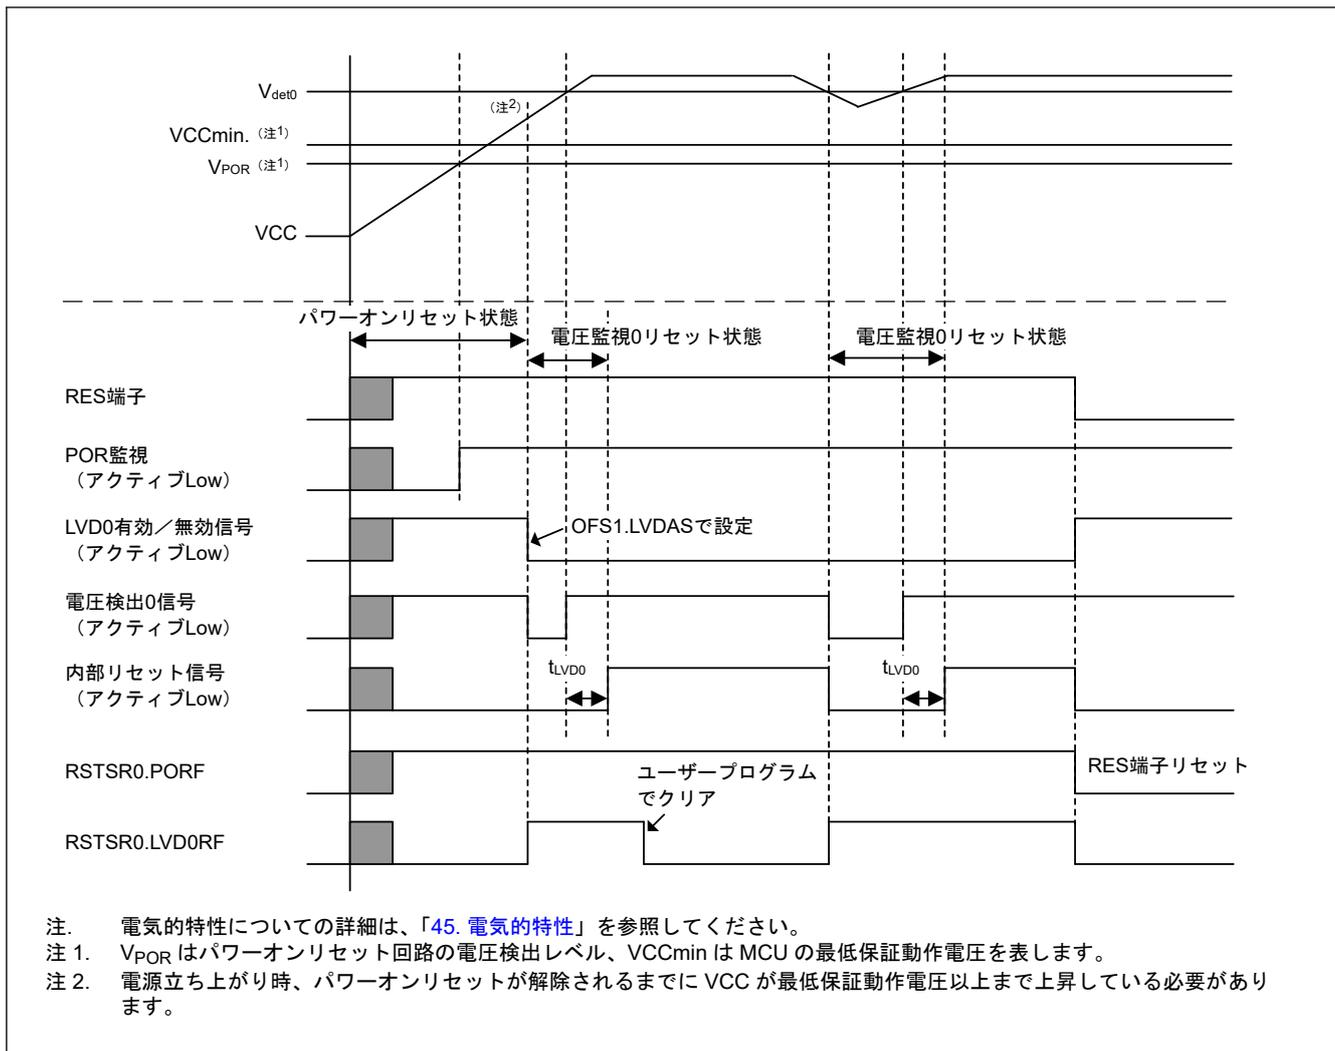 Vdet0
（注2）
VCCmin.（注1）
VPOR（注1）
VCC
パワーオンリセット状態
電圧監視0リセット状態
電圧監視0リセット状態
RES端子
POR監視
（アクティブLow）
LVD0有効／無効信号
（アクティブLow）
OFS1.LVDASで設定
電圧検出0信号
（アクティブLow）
内部リセット信号
（アクティブLow）
tLVD0
tLVD0
RSTSR0.PORF
ユーザープログラム
でクリア
RES端子リセット
RSTSR0.LVD0RF
注. 電気的特性についての詳細は、「45. 電気的特性」を参照してください。
注 1. VPOR はパワーオンリセット回路の電圧検出レベル、VCCmin は MCU の最低保証動作電圧を表します。
注 2. 電源立ち上がり時、パワーオンリセットが解除されるまでに VCC が最低保証動作電圧以上まで上昇している必要があり
ます。